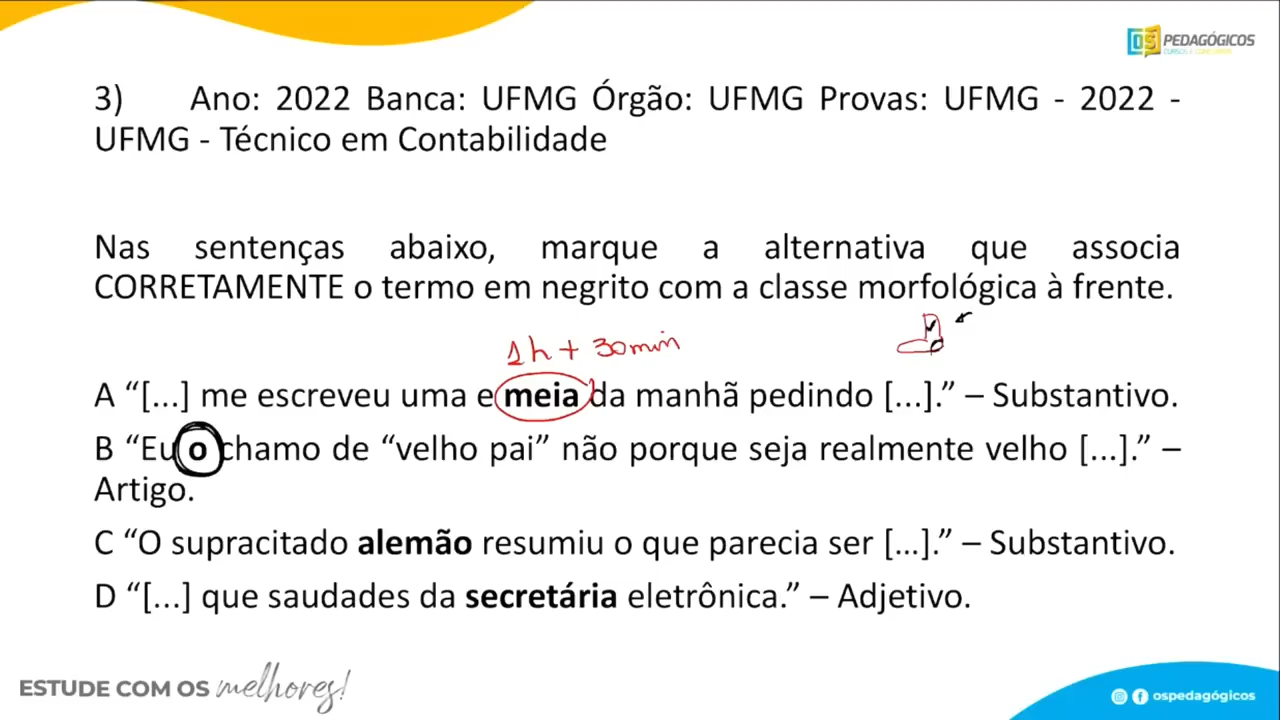 OS PEDAGÓGICOS
CURSOS E CONCURSOS
3) Ano: 2022 Banca: UFMG Órgão: UFMG Provas: UFMG - 2022 -
UFMG - Técnico em Contabilidade
Nas sentenças abaixo, marque a alternativa que associa
CORRETAMENTE o termo em negrito com a classe morfológica à frente.
1h + 30min
A “[...] me escreveu uma e meia da manhã pedindo [...].” – Substantivo.
B “Eu o chamo de “velho pai” não porque seja realmente velho [...].” –
Artigo.
C “O supracitado alemão resumiu o que parecia ser [...].” – Substantivo.
D “[...] que saudades da secretária eletrônica.” – Adjetivo.
ESTUDE COM OS melhores!
ospedagógicos